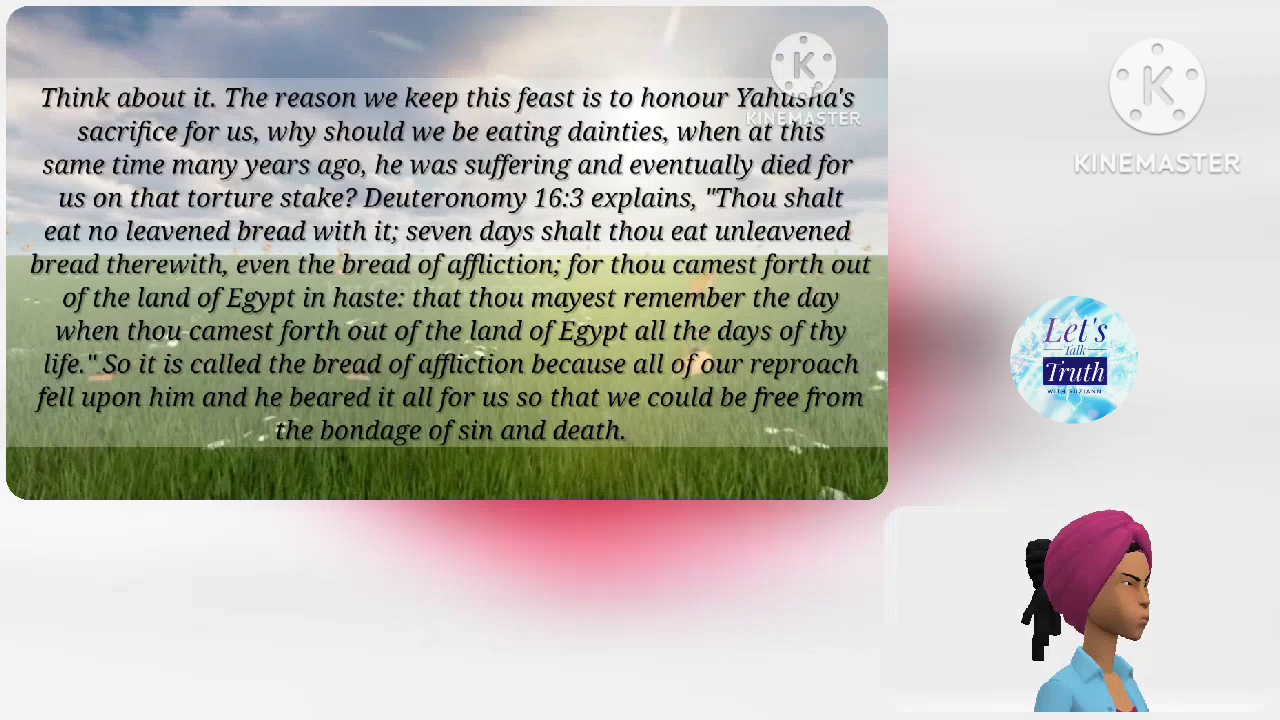 Think about it. The reason we keep this feast is to honour Yahusha's
sacrifice for us, why should we be eating dainties, when at this
same time many years ago, he was suffering and eventually died for
us on that torture stake? Deuteronomy 16:3 explains, "Thou shalt
eat no leavened bread with it; seven days shalt thou eat unleavened
bread therewith, even the bread of affliction; for thou camest forth out
of the land of Egypt in haste: that thou mayest remember the day
when thou camest forth out of the land of Egypt all the days of thy
life." So it is called the bread of affliction because all of our reproach
fell upon him and he beared it all for us so that we could be free from
the bondage of sin and death.
K
KINEMASTER
K
KINEMASTER
Let's
Talk
Truth
WITH SUZIANN